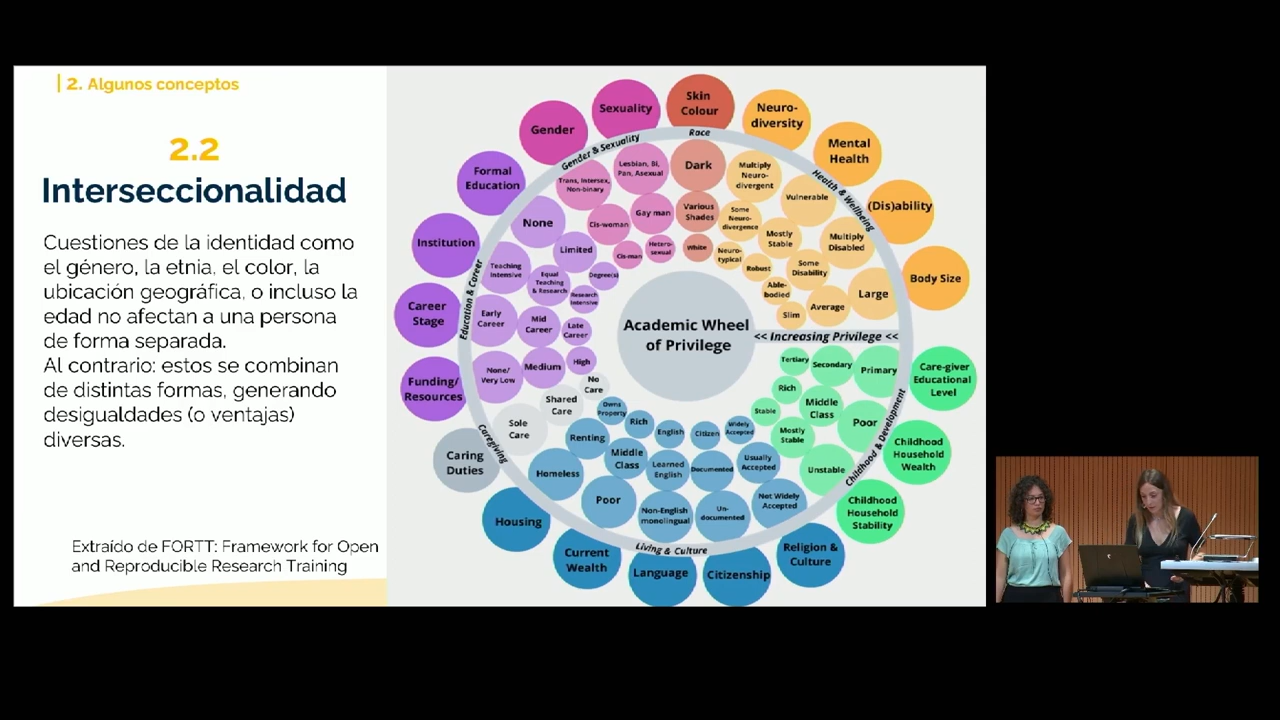 | 2. Algunos conceptos
2.2
Interseccionalidad
Cuestiones de la identidad como
el género, la etnia, el color, la
ubicación geográfica, o incluso la
edad no afectan a una persona
de forma separada.
Al contrario: estos se combinan
de distintas formas, generando
desigualdades (o ventajas)
diversas.
Extraído de FORTT: Framework for Open
and Reproducible Research Training
Academic Wheel
of Privilege
<< Increasing Privilege <<
Race
Skin
Colour
Dark
Various
Shades
White
Health & Wellbeing
Neuro-
diversity
Multiply
Neuro-
divergent
Some
Neuro-
divergence
Neuro-
typical
Mental
Health
Vulnerable
Mostly
Stable
Robust
(Dis)ability
Multiply
Disabled
Some
Disability
Able-
bodied
Body Size
Large
Average
Slim
Childhood & Development
Care-giver
Educational
Level
Primary
Secondary
Tertiary
Childhood
Household
Wealth
Poor
Middle
Class
Rich
Childhood
Household
Stability
Unstable
Mostly
Stable
Stable
Living & Culture
Religion &
Culture
Not Widely
Accepted
Usually
Accepted
Widely
Accepted
Citizenship
Un-
documented
Documented
Citizen
Language
Non-English
monolingual
Learned
English
English
Current
Wealth
Poor
Middle
Class
Rich
Housing
Homeless
Renting
Owns
Property
Caregiving
Caring
Duties
Sole
Care
Shared
Care
No
Care
Education & Career
Funding/
Resources
None/
Very Low
Medium
High
Career
Stage
Early
Career
Mid
Career
Late
Career
Institution
Teaching
Intensive
Equal
Teaching
& Research
Research
Intensive
Formal
Education
None
Limited
Degree(s)
Gender & Sexuality
Gender
Trans, Intersex,
Non-binary
Cis-woman
Cis-man
Sexuality
Lesbian, Bi,
Pan, Asexual
Gay man
Hetero-
sexual